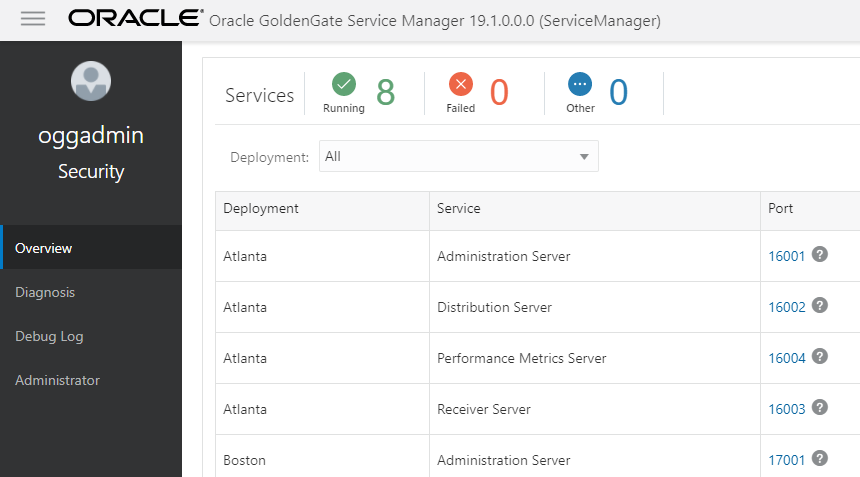 ORACLE® Oracle GoldenGate Service Manager 19.1.0.0.0 (ServiceManager)
oggadmin
Security
Overview
Diagnosis
Debug Log
Administrator
Services Running 8 Failed 0 Other 0
Deployment: All
Deployment Service Port
Atlanta Administration Server 16001 ?
Atlanta Distribution Server 16002 ?
Atlanta Performance Metrics Server 16004 ?
Atlanta Receiver Server 16003 ?
Boston Administration Server 17001 ?